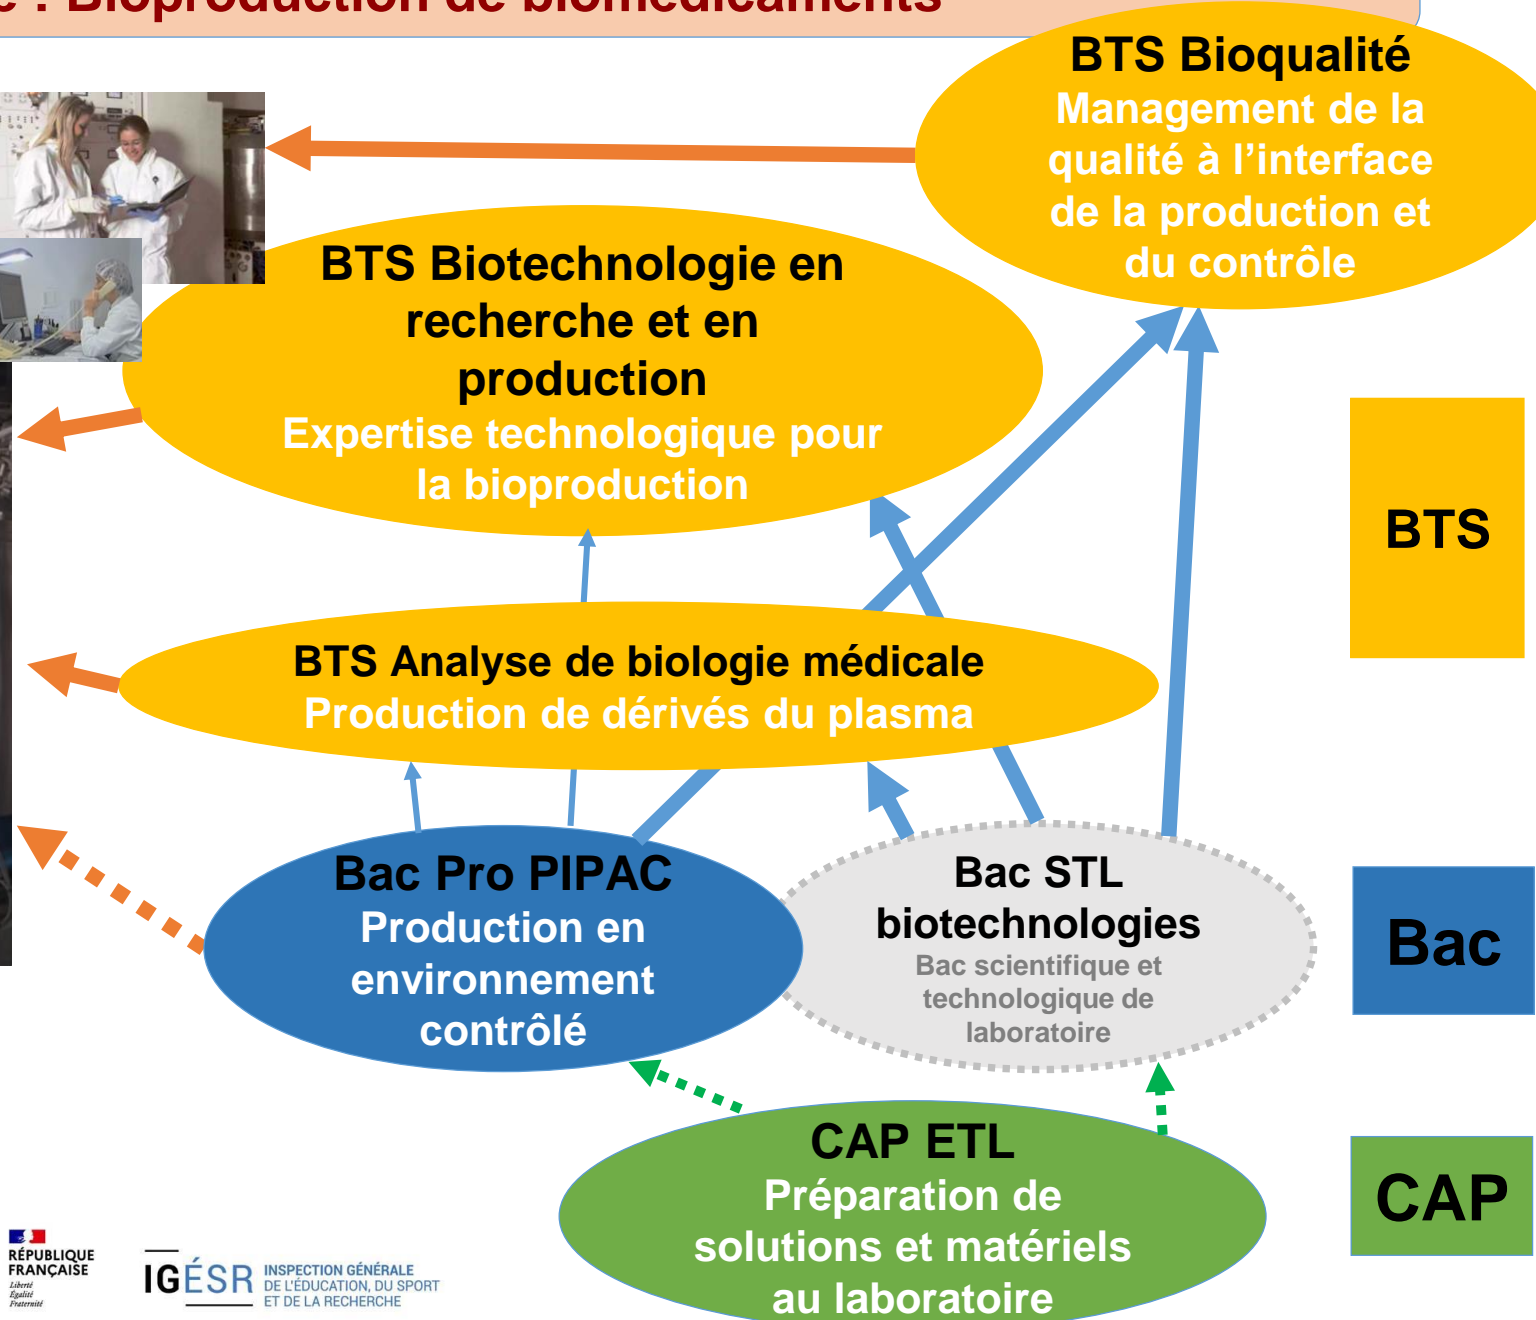 : Bioproduction de biomédicaments
BTS Bioqualité
Management de la
qualité à l’interface
de la production et
du contrôle
BTS Biotechnologie en
recherche et en
production
Expertise technologique pour
la bioproduction
BTS
BTS Analyse de biologie médicale
Production de dérivés du plasma
Bac Pro PIPAC
Production en
environnement
contrôlé
Bac STL
biotechnologies
Bac scientifique et
technologique de
laboratoire
Bac
CAP ETL
Préparation de
solutions et matériels
au laboratoire
CAP
RÉPUBLIQUE
FRANÇAISE
Liberté
Égalité
Fraternité
IGÉSR
INSPECTION GÉNÉRALE
DE L'ÉDUCATION, DU SPORT
ET DE LA RECHERCHE